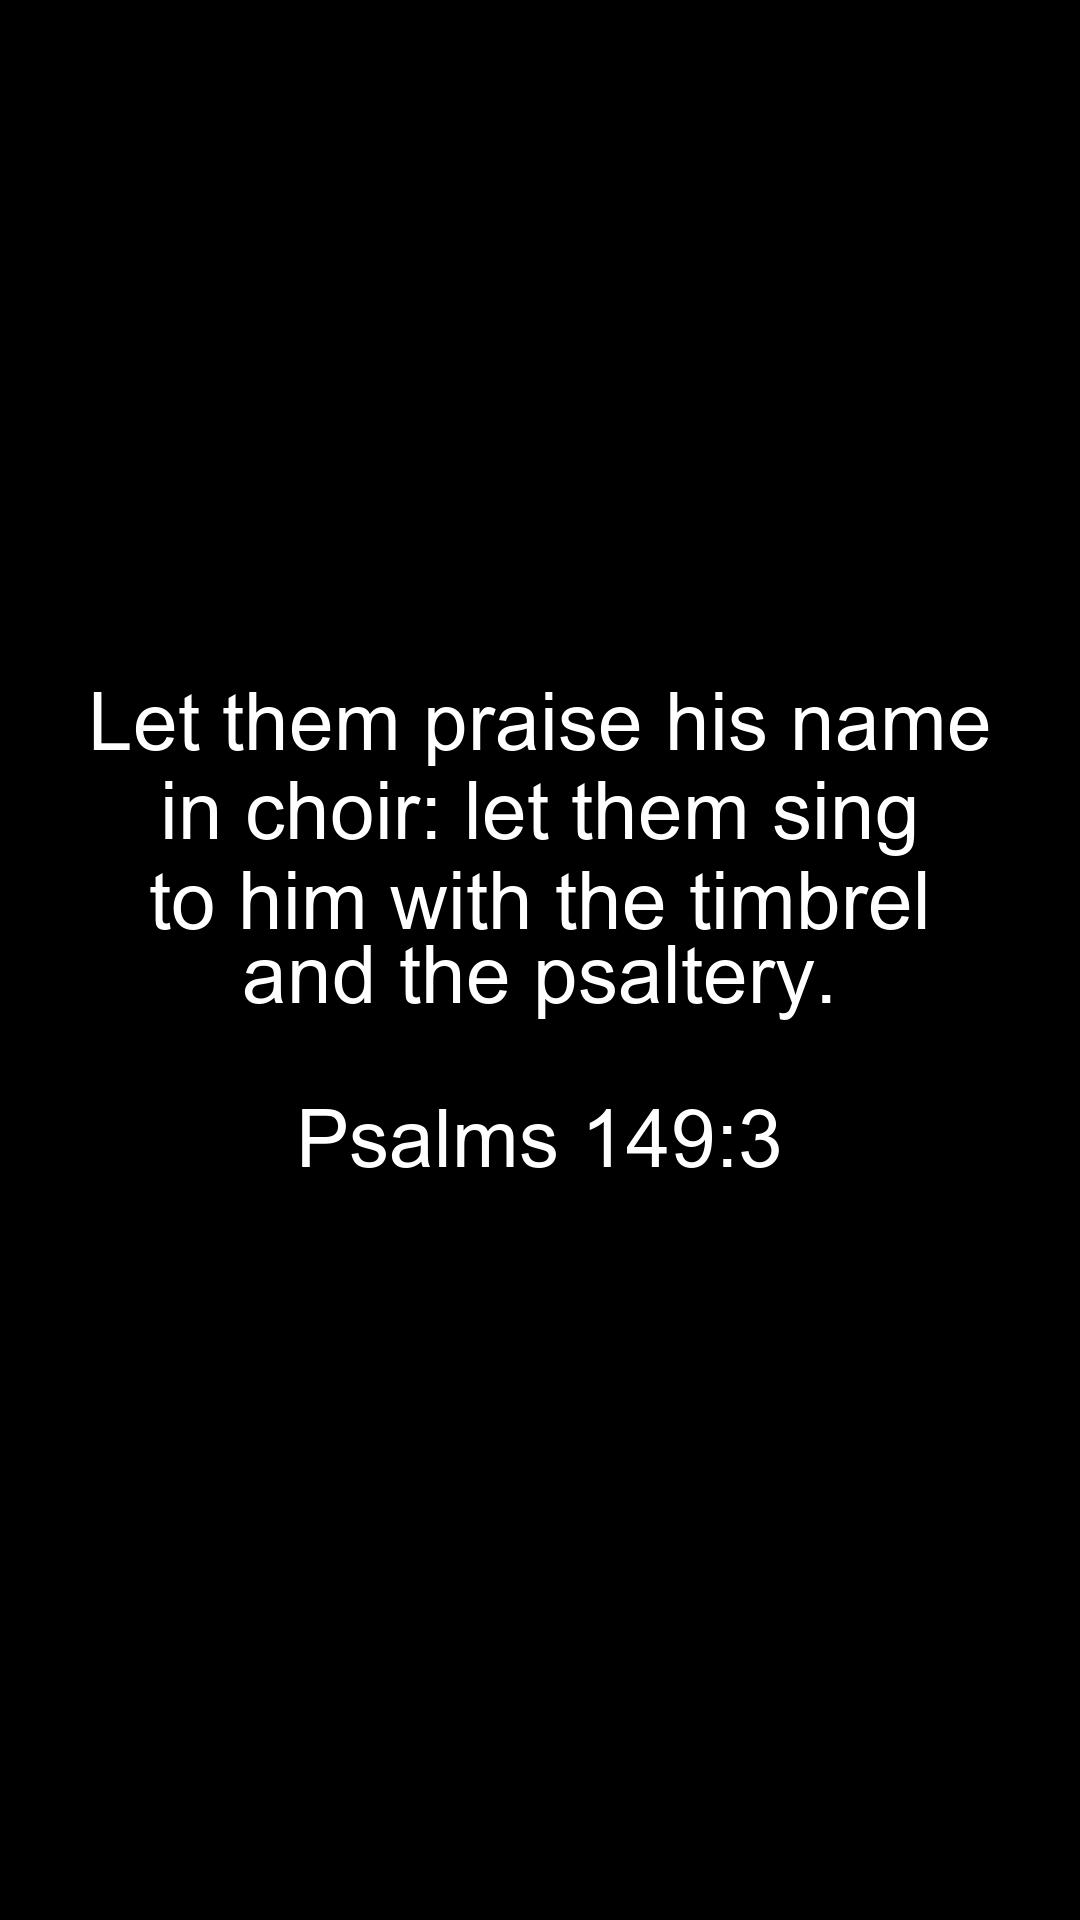 Let them praise his name
in choir: let them sing
to him with the timbrel
and the psaltery.
Psalms 149:3